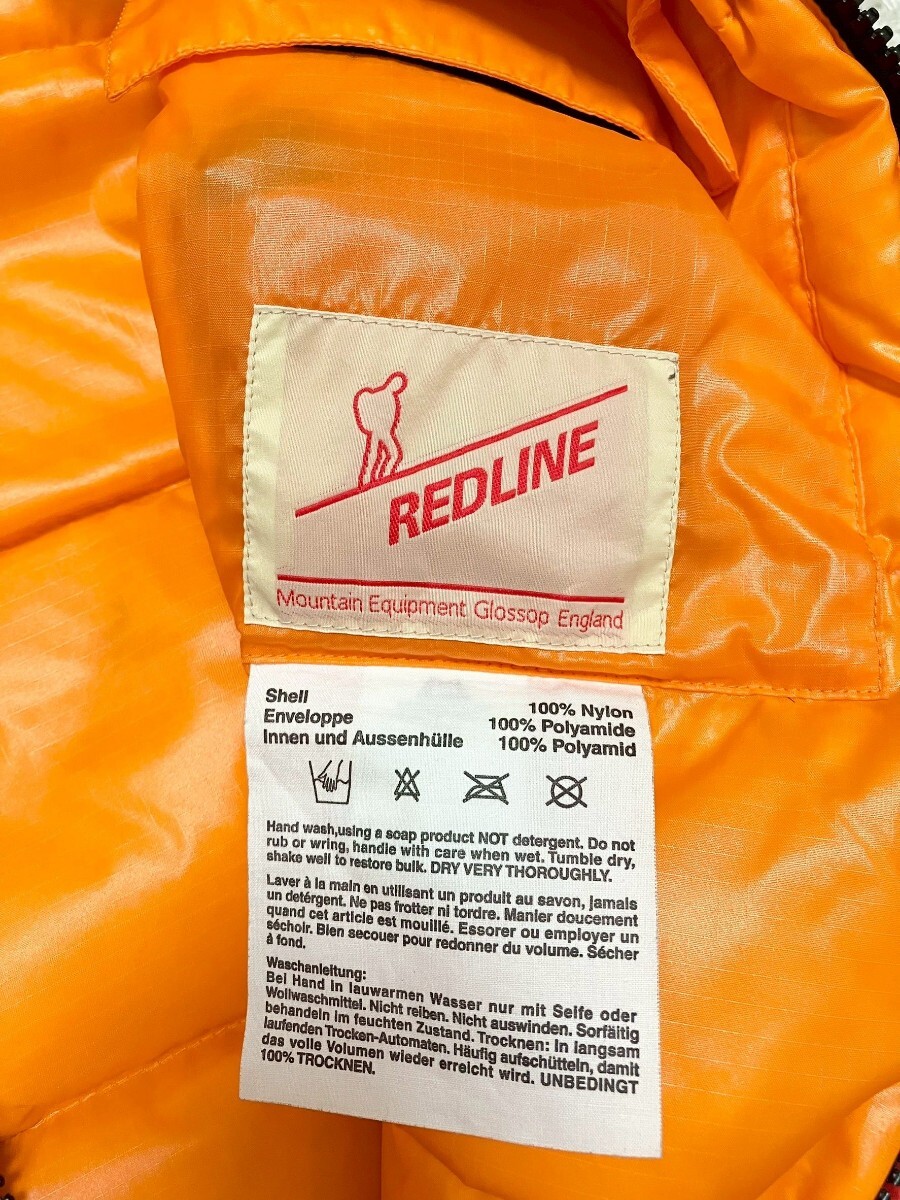 REDLINE
Mountain Equipment Glossop England
Shell 100% Nylon
Enveloppe 100% Polyamide
Innen und Aussenhülle 100% Polyamid
Hand wash,using a soap product NOT detergent. Do not
rub or wring, handle with care when wet. Tumble dry,
shake well to restore bulk. DRY VERY THOROUGHLY.
Laver à la main en utilisant un produit au savon, jamais
un detérgent. Ne pas frotter ni tordre. Manier doucement
quand cet article est mouillé. Essorer ou employer un
séchoir. Bien secouer pour redonner du volume. Sécher
à fond.
Waschanleitung:
Bei Hand in lauwarmen Wasser nur mit Seife oder
Wollwaschmittel. Nicht reiben. Nicht auswinden. Sorfältig
behandeln im feuchten Zustand. Trocknen: In langsam
laufenden Trocken-Automaten. Häufig aufschütteln, damit
das volle Volumen wieder erreicht wird. UNBEDINGT
100% TROCKNEN.